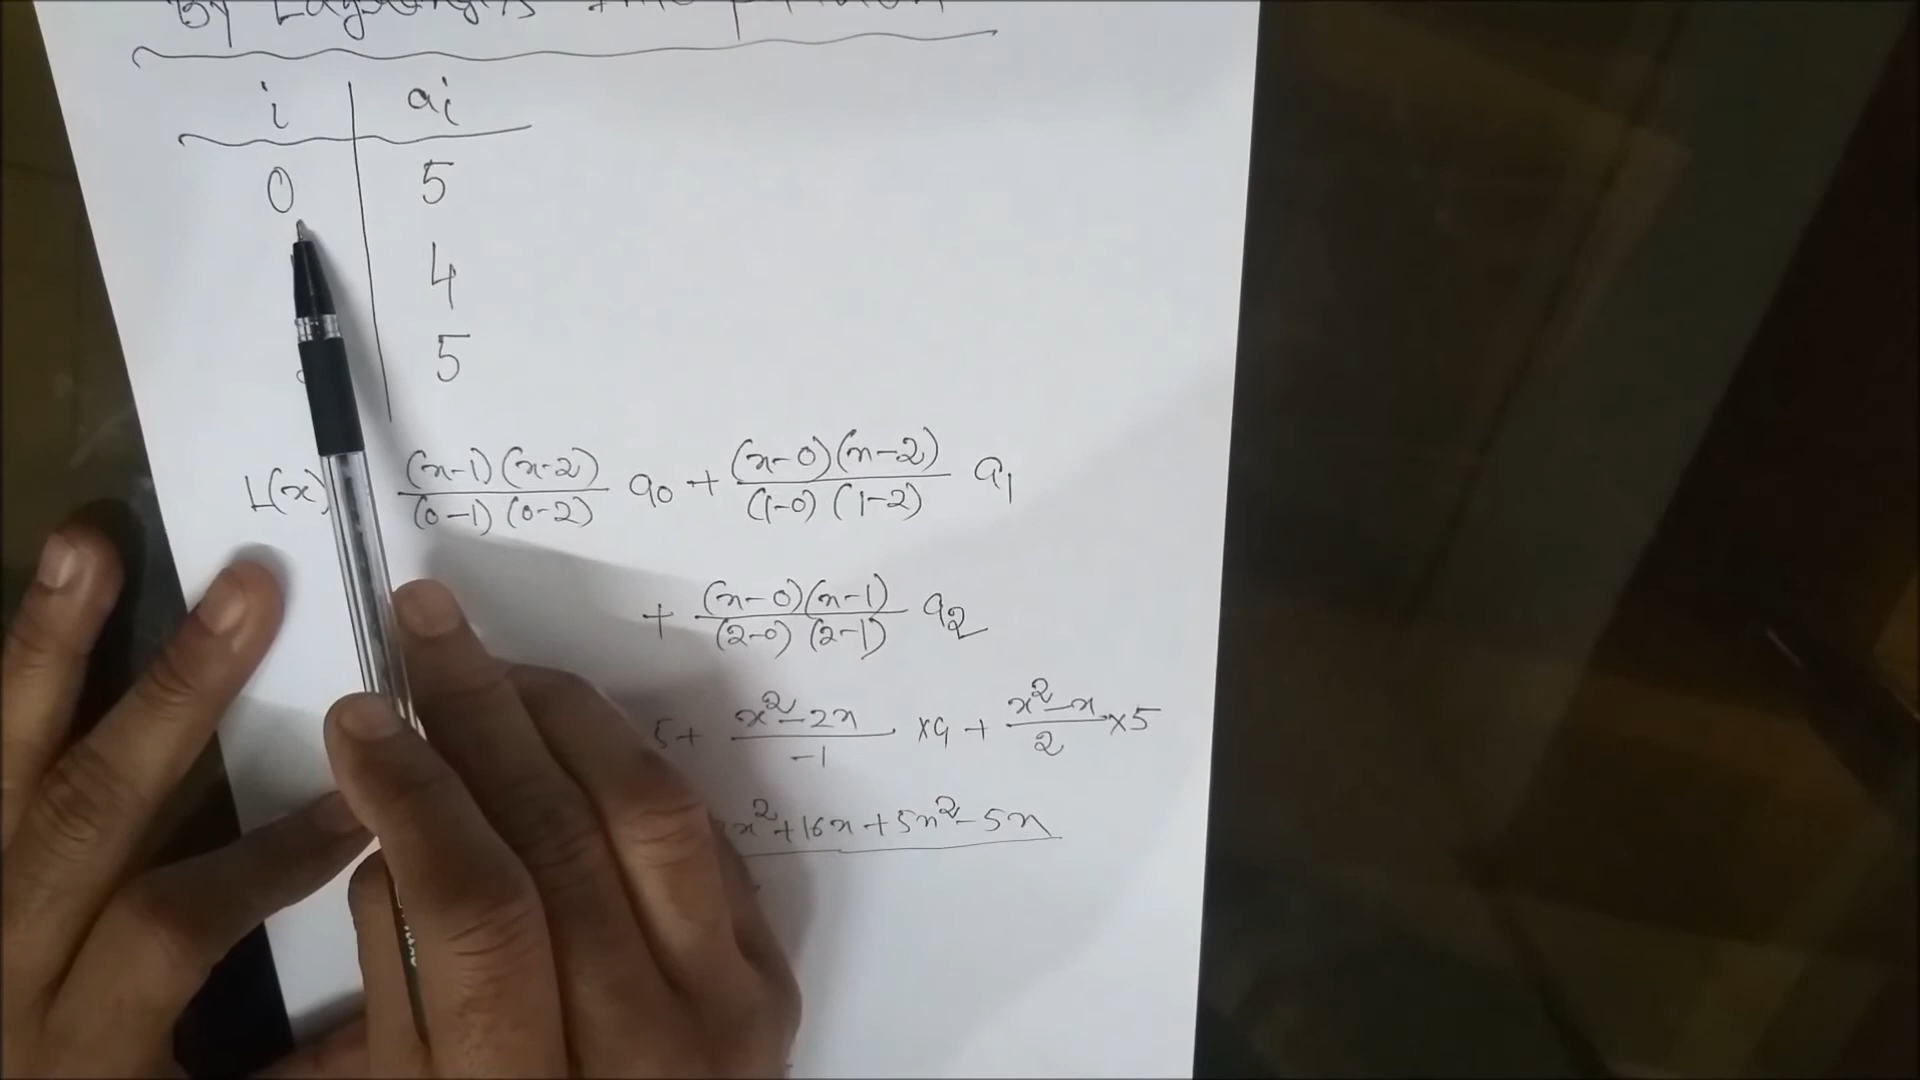 By
i | ai
0 | 5
4
5
L(x) (x-1)(x-2)/(0-1)(0-2) a0 + (x-0)(x-2)/(1-0)(1-2) a1
+ (x-0)(x-1)/(2-0)(2-1) a2
5+ x²-2x/-1 ×4 + x²-x/2 ×5
x²+16x+5x²-5x